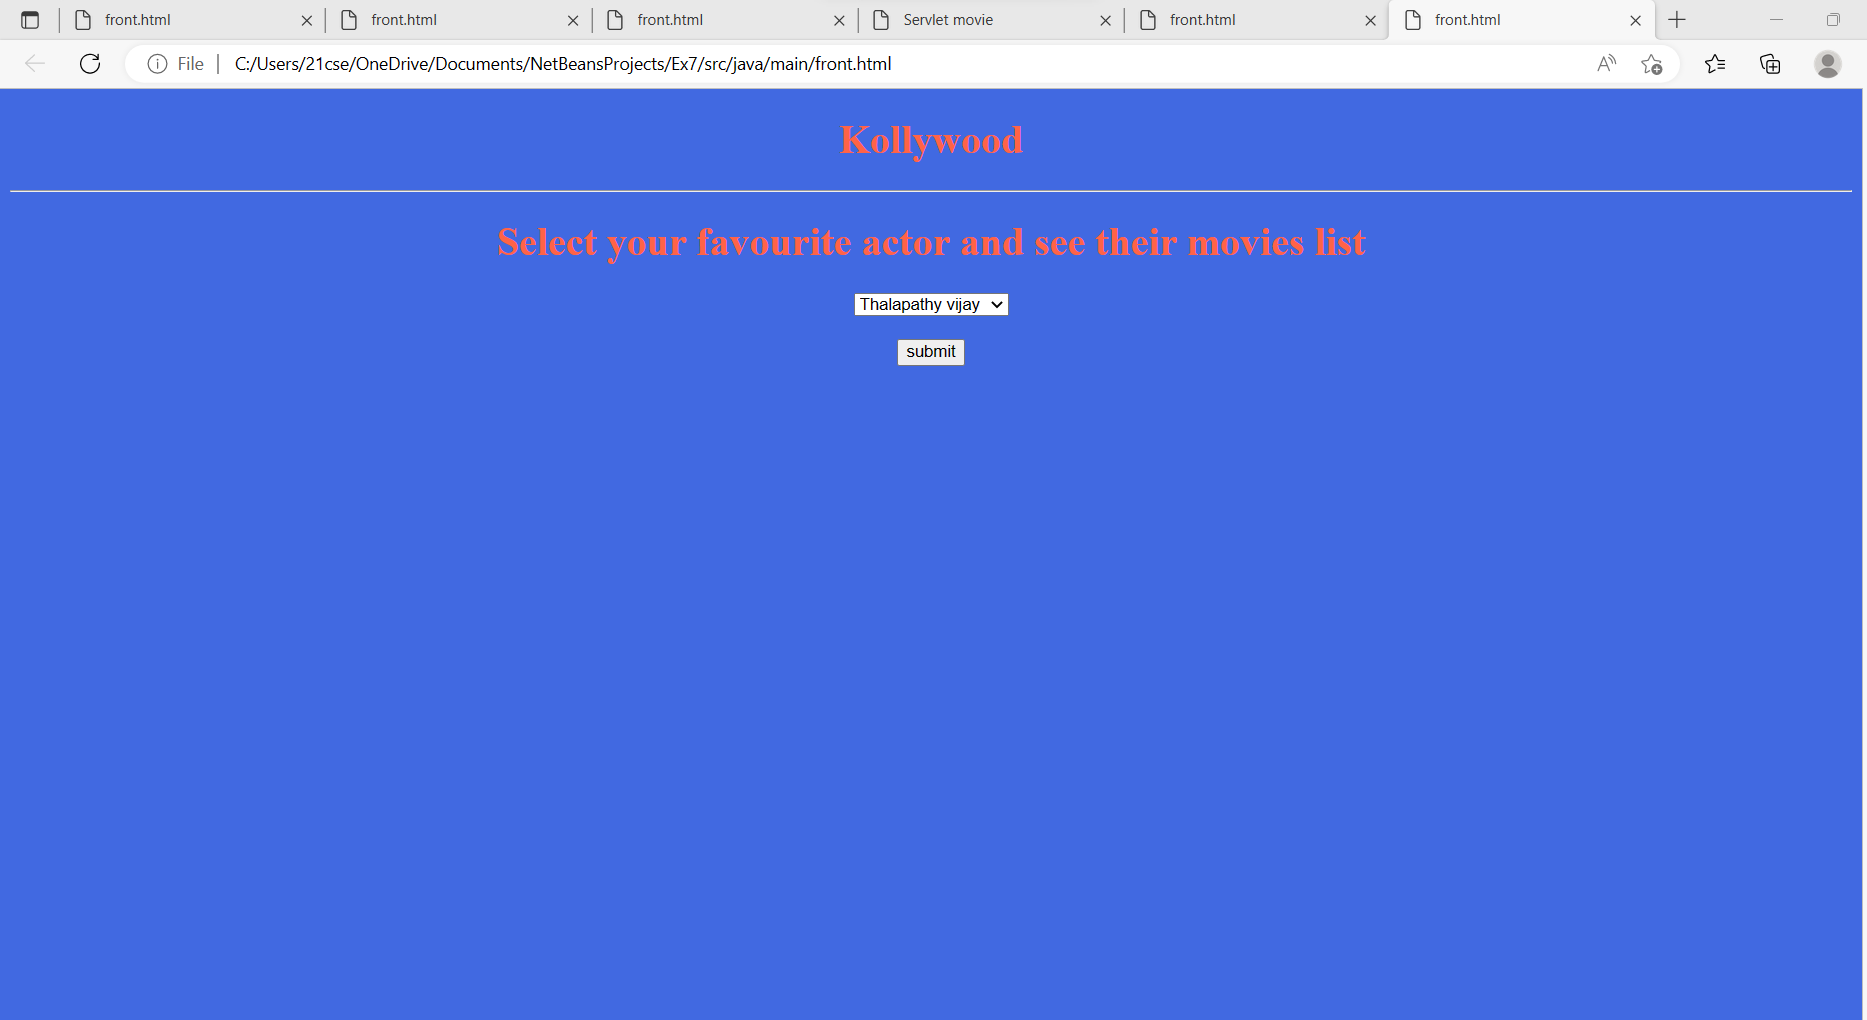 front.html
front.html
front.html
Servlet movie
front.html
front.html
File C:/Users/21cse/OneDrive/Documents/NetBeansProjects/Ex7/src/java/main/front.html
Kollywood
Select your favourite actor and see their movies list
Thalapathy vijay
submit